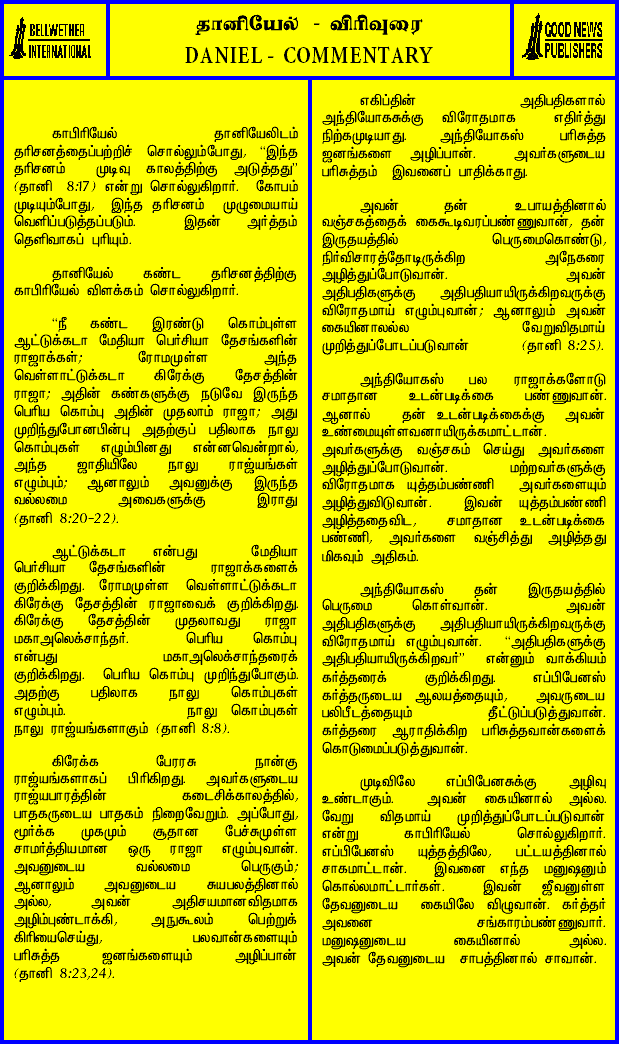 BELLWETHER
INTERNATIONAL
தானியேல் - விரிவுரை
DANIEL - COMMENTARY
GOOD NEWS
PUBLISHERS
காபிரியேல் தானியேலிடம்
தரிசனத்தைப்பற்றிச் சொல்லும்போது, “இந்த
தரிசனம் முடிவு காலத்திற்கு அடுத்தது”
(தானி 8:17) என்று சொல்லுகிறார். கோபம்
முடியும்போது, இந்த தரிசனம் முழுமையாய்
வெளிப்படுத்தப்படும். இதன் அர்த்தம்
தெளிவாகப் புரியும்.
தானியேல் கண்ட தரிசனத்திற்கு
காபிரியேல் விளக்கம் சொல்லுகிறார்.
“நீ கண்ட இரண்டு கொம்புள்ள
ஆட்டுக்கடா மேதியா பெர்சியா தேசங்களின்
ராஜாக்கள்; ரோமமுள்ள அந்த
வெள்ளாட்டுக்கடா கிரேக்கு தேசத்தின்
ராஜா; அதின் கண்களுக்கு நடுவே இருந்த
பெரிய கொம்பு அதின் முதலாம் ராஜா; அது
முறிந்துபோனபின்பு அதற்குப் பதிலாக நாலு
கொம்புகள் எழும்பினது என்னவென்றால்,
அந்த ஜாதியிலே நாலு ராஜ்யங்கள்
எழும்பும்; ஆனாலும் அவனுக்கு இருந்த
வல்லமை அவைகளுக்கு இராது
(தானி 8:20-22).
ஆட்டுக்கடா என்பது மேதியா
பெர்சியா தேசங்களின் ராஜாக்களைக்
குறிக்கிறது. ரோமமுள்ள வெள்ளாட்டுக்கடா
கிரேக்கு தேசத்தின் ராஜாவைக் குறிக்கிறது.
கிரேக்கு தேசத்தின் முதலாவது ராஜா
மகாஅலெக்சாந்தர். பெரிய கொம்பு
என்பது மகாஅலெக்சாந்தரைக்
குறிக்கிறது. பெரிய கொம்பு முறிந்துபோகும்.
அதற்கு பதிலாக நாலு கொம்புகள்
எழும்பும். நாலு கொம்புகள்
நாலு ராஜ்யங்களாகும் (தானி 8:8).
கிரேக்க பேரரசு நான்கு
ராஜ்யங்களாகப் பிரிகிறது. அவர்களுடைய
ராஜ்யபாரத்தின் கடைசிக்காலத்தில்,
பாதகருடைய பாதகம் நிறைவேறும். அப்போது,
மூர்க்க முகமும் சூதான பேச்சுமுள்ள
சாமர்த்தியமான ஒரு ராஜா எழும்புவான்.
அவனுடைய வல்லமை பெருகும்;
ஆனாலும் அவனுடைய சுயபலத்தினால்
அல்ல, அவன் அதிசயமானவிதமாக
அழிம்புண்டாக்கி, அநுகூலம் பெற்றுக்
கிரியைசெய்து, பலவான்களையும்
பரிசுத்த ஜனங்களையும் அழிப்பான்
(தானி 8:23,24).
எகிப்தின் அதிபதிகளால்
அந்தியோகசுக்கு விரோதமாக எதிர்த்து
நிற்கமுடியாது. அந்தியோகஸ் பரிசுத்த
ஜனங்களை அழிப்பான். அவர்களுடைய
பரிசுத்தம் இவனைப் பாதிக்காது.
அவன் தன் உபாயத்தினால்
வஞ்சகத்தைக் கைகூடிவரப்பண்ணுவான், தன்
இருதயத்தில் பெருமைகொண்டு,
நிர்விசாரத்தோடிருக்கிற அநேகரை
அழித்துப்போடுவான். அவன்
அதிபதிகளுக்கு அதிபதியாயிருக்கிறவருக்கு
விரோதமாய் எழும்புவான்; ஆனாலும் அவன்
கையினாலல்ல வேறுவிதமாய்
முறித்துப்போடப்படுவான் (தானி 8:25).
அந்தியோகஸ் பல ராஜாக்களோடு
சமாதான உடன்படிக்கை பண்ணுவான்.
ஆனால் தன் உடன்படிக்கைக்கு அவன்
உண்மையுள்ளவனாயிருக்கமாட்டான்.
அவர்களுக்கு வஞ்சகம் செய்து அவர்களை
அழித்துப்போடுவான். மற்றவர்களுக்கு
விரோதமாக யுத்தம்பண்ணி அவர்களையும்
அழித்துவிடுவான். இவன் யுத்தம்பண்ணி
அழித்ததைவிட, சமாதான உடன்படிக்கை
பண்ணி, அவர்களை வஞ்சித்து அழித்தது
மிகவும் அதிகம்.
அந்தியோகஸ் தன் இருதயத்தில்
பெருமை கொள்வான். அவன்
அதிபதிகளுக்கு அதிபதியாயிருக்கிறவருக்கு
விரோதமாய் எழும்புவான். “அதிபதிகளுக்கு
அதிபதியாயிருக்கிறவர்” என்னும் வாக்கியம்
கர்த்தரைக் குறிக்கிறது. எப்பிபேனஸ்
கர்த்தருடைய ஆலயத்தையும், அவருடைய
பலிபீடத்தையும் தீட்டுப்படுத்துவான்.
கர்த்தரை ஆராதிக்கிற பரிசுத்தவான்களைக்
கொடுமைப்படுத்துவான்.
முடிவிலே எப்பிபேனசுக்கு அழிவு
உண்டாகும். அவன் கையினால் அல்ல.
வேறு விதமாய் முறித்துப்போடப்படுவான்
என்று காபிரியேல் சொல்லுகிறார்.
எப்பிபேனஸ் யுத்தத்திலே, பட்டயத்தினால்
சாகமாட்டான். இவனை எந்த மனுஷனும்
கொல்லமாட்டார்கள். இவன் ஜீவனுள்ள
தேவனுடைய கையிலே விழுவான். கர்த்தர்
அவனை சங்காரம்பண்ணுவார்.
மனுஷனுடைய கையினால் அல்ல.
அவன் தேவனுடைய சாபத்தினால் சாவான்.